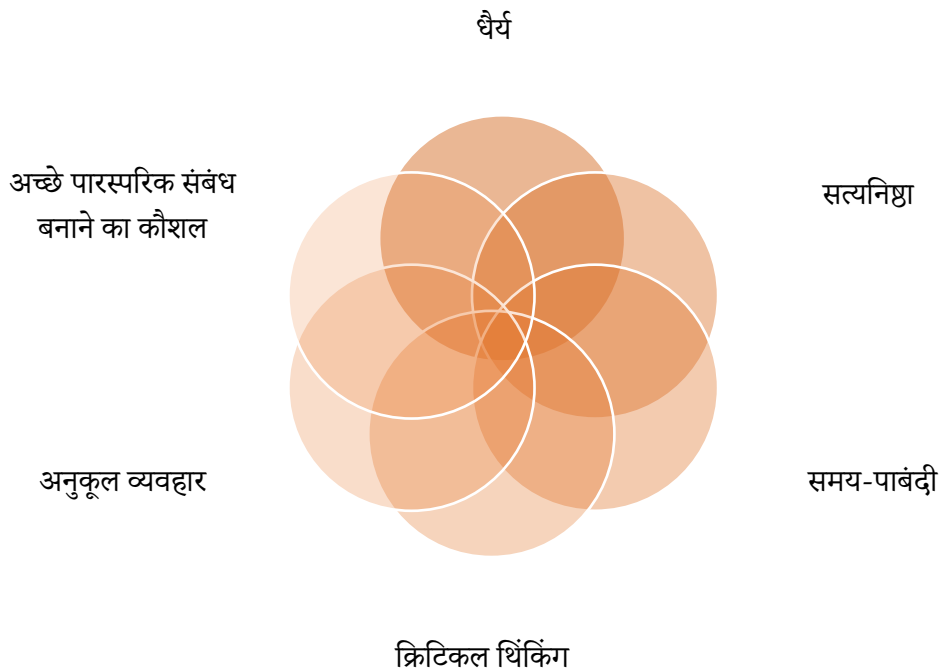 धैर्य
अच्छे पारस्परिक संबंध
बनाने का कौशल
सत्यनिष्ठा
अनुकूल व्यवहार
समय-पाबंदी
क्रिटिकल थिंकिंग